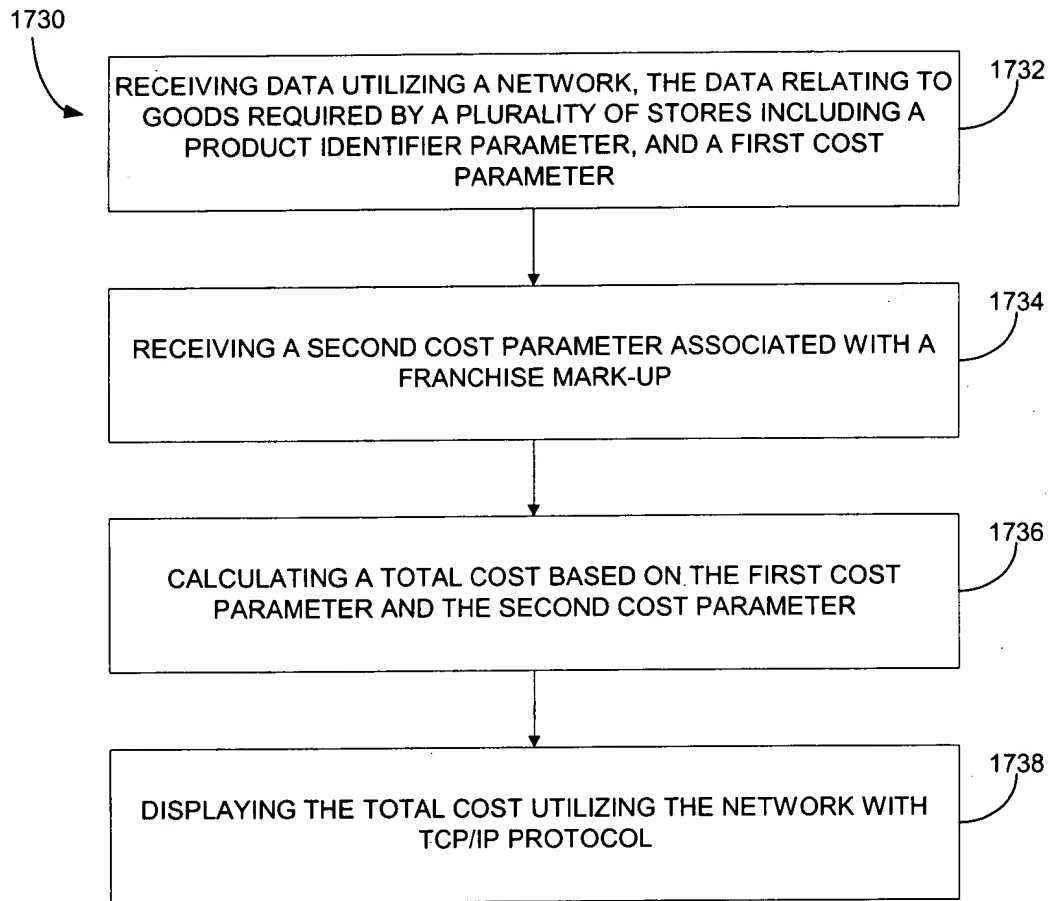 1730
RECEIVING DATA UTILIZING A NETWORK, THE DATA RELATING TO
GOODS REQUIRED BY A PLURALITY OF STORES INCLUDING A
PRODUCT IDENTIFIER PARAMETER, AND A FIRST COST
PARAMETER
1732
RECEIVING A SECOND COST PARAMETER ASSOCIATED WITH A
FRANCHISE MARK-UP
1734
CALCULATING A TOTAL COST BASED ON THE FIRST COST
PARAMETER AND THE SECOND COST PARAMETER
1736
DISPLAYING THE TOTAL COST UTILIZING THE NETWORK WITH
TCP/IP PROTOCOL
1738